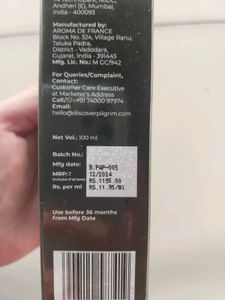 Andheri (E), Mumbai,
India - 400093
Manufactured by:
AROMA DE FRANCE
Block No. 324, Village Ranu,
Taluka Padra,
District - Vadodara,
Gujarat, India - 391445
Mfg. Lic. No.: M GC/942
For Queries/Complaint,
Contact:
Customer Care Executive
at Marketer's Address
Call/ +91 74000 97974
Email:
hello@discoverpilgrim.com
Net Vol.: 100 ml
Batch No.: B.PAP-005
Mfg date: 12/2024
MRP:₹ RS.1195.00
(Inclusive of all taxes)
Rs. per ml RS.11.95/ml
Use before 36 months
from Mfg Date